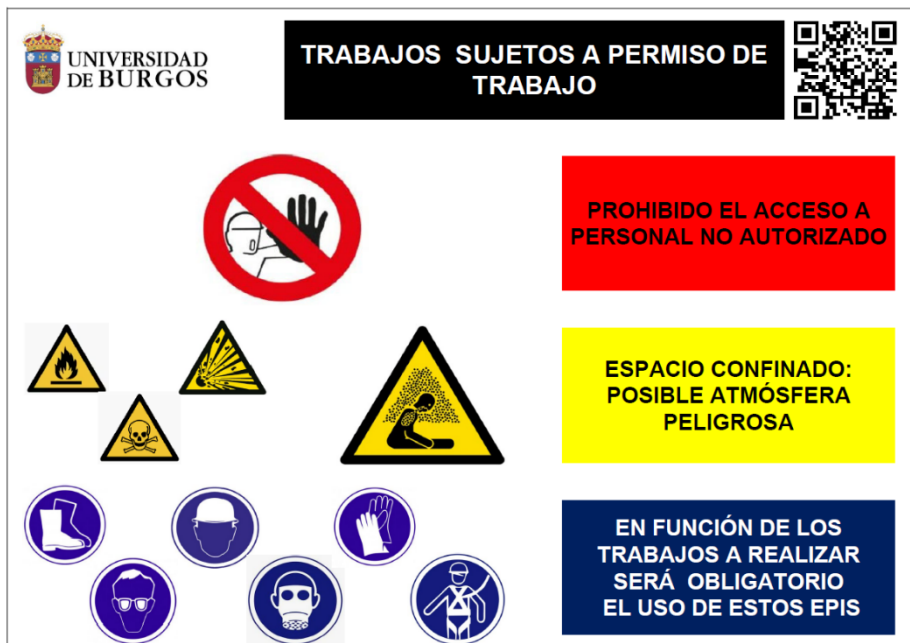 UNIVERSIDAD
DE BURGOS
TRABAJOS SUJETOS A PERMISO DE
TRABAJO
PROHIBIDO EL ACCESO A
PERSONAL NO AUTORIZADO
ESPACIO CONFINADO:
POSIBLE ATMÓSFERA
PELIGROSA
EN FUNCIÓN DE LOS
TRABAJOS A REALIZAR
SERÁ OBLIGATORIO
EL USO DE ESTOS EPIS